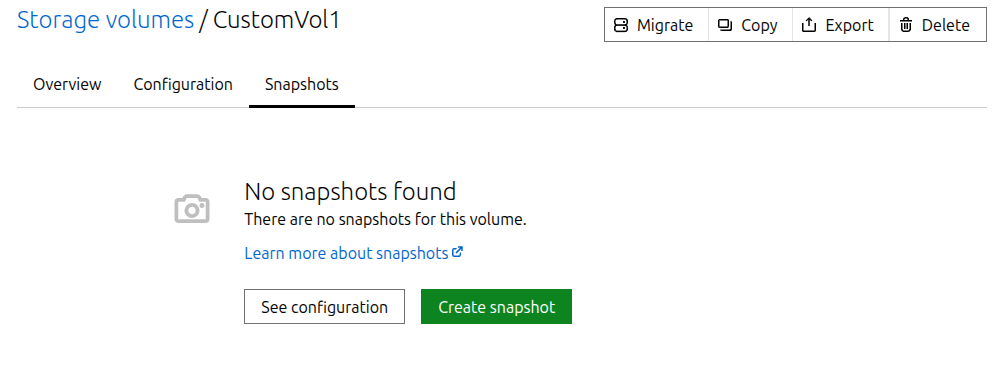 Storage volumes / CustomVol1
Migrate Copy Export Delete
Overview Configuration Snapshots
No snapshots found
There are no snapshots for this volume.
Learn more about snapshots
See configuration Create snapshot